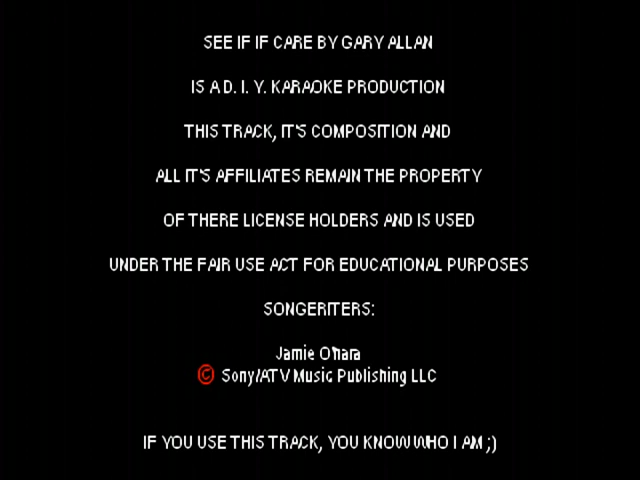 SEE IF IF CARE BY GARY ALLAN
IS A D. I. Y. KARAOKE PRODUCTION
THIS TRACK, IT'S COMPOSITION AND
ALL IT'S AFFILIATES REMAIN THE PROPERTY
OF THERE LICENSE HOLDERS AND IS USED
UNDER THE FAIR USE ACT FOR EDUCATIONAL PURPOSES
SONGERITERS:
Jamie O'hara
© Sony/ATV Music Publishing LLC
IF YOU USE THIS TRACK, YOU KNOW WHO I AM ;)